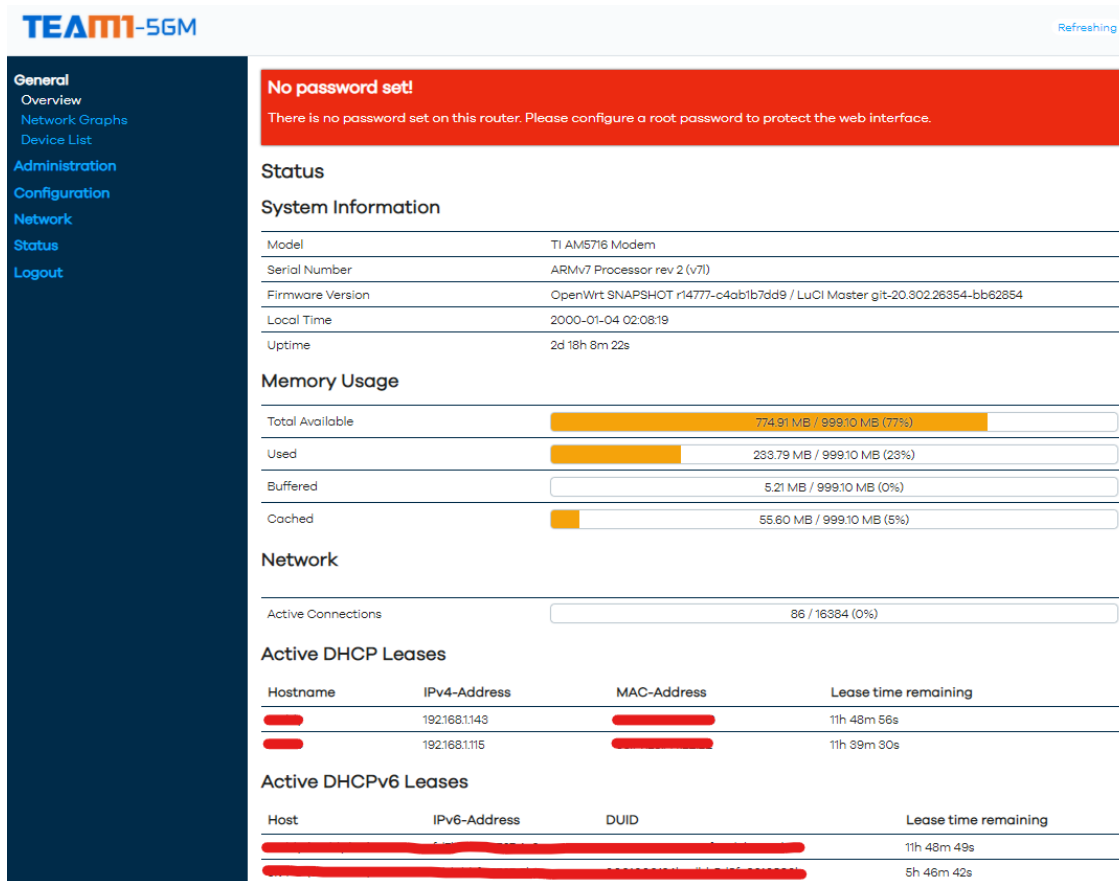 TEAM1-5GM
Refreshing
General
Overview
Network Graphs
Device List
Administration
Configuration
Network
Status
Logout
No password set!
There is no password set on this router. Please configure a root password to protect the web interface.
Status
System Information
Model TI AM5716 Modem
Serial Number ARMv7 Processor rev 2 (v7l)
Firmware Version OpenWrt SNAPSHOT r14777-c4ab1b7dd9 / LuCI Master git-20.302.26354-bb62854
Local Time 2000-01-04 02:08:19
Uptime 2d 18h 8m 22s
Memory Usage
Total Available 774.91 MB / 999.10 MB (77%)
Used 233.79 MB / 999.10 MB (23%)
Buffered 5.21 MB / 999.10 MB (0%)
Cached 55.60 MB / 999.10 MB (5%)
Network
Active Connections 86 / 16384 (0%)
Active DHCP Leases
Hostname IPv4-Address MAC-Address Lease time remaining
192.168.1.143 11h 48m 56s
192.168.1.115 11h 39m 30s
Active DHCPv6 Leases
Host IPv6-Address DUID Lease time remaining
11h 48m 49s
5h 46m 42s